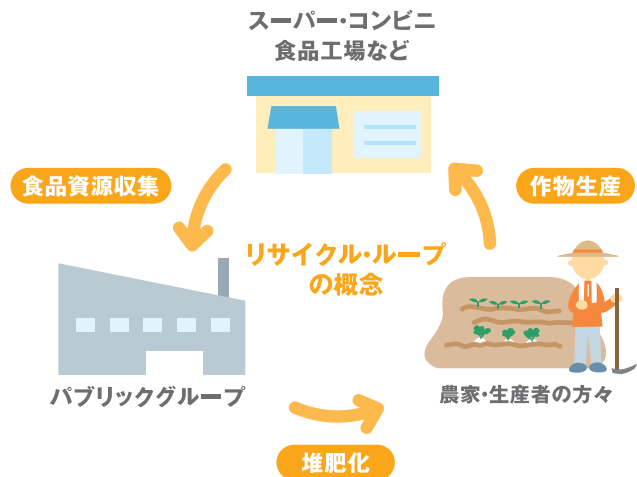 スーパー・コンビニ
食品工場など
食品資源収集
作物生産
リサイクル・ループ
の概念
パブリックグループ
農家・生産者の方々
堆肥化